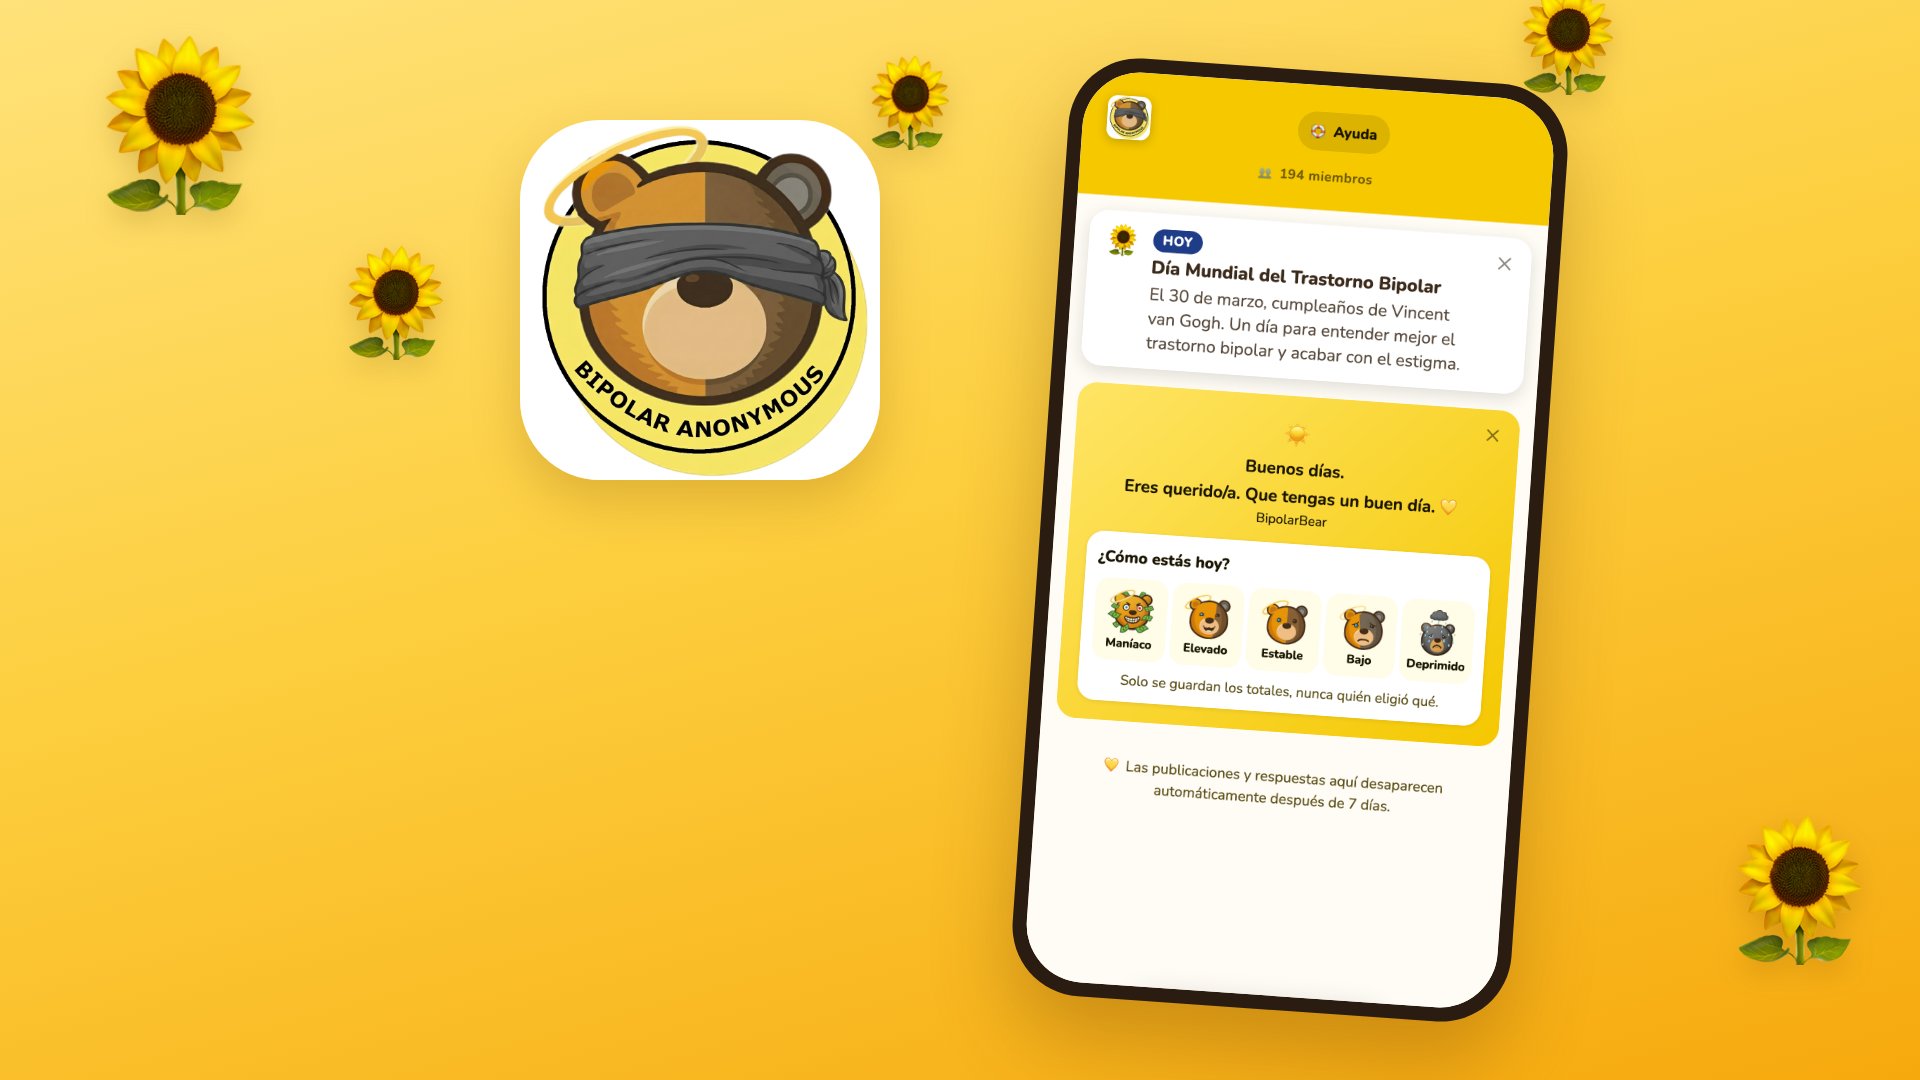 BIPOLAR ANONYMOUS
Ayuda
194 miembros
HOY
Día Mundial del Trastorno Bipolar
El 30 de marzo, cumpleaños de Vincent
van Gogh. Un día para entender mejor el
trastorno bipolar y acabar con el estigma.
Buenos días.
Eres querido/a. Que tengas un buen día. 💛
BipolarBear
¿Cómo estás hoy?
Maníaco
Elevado
Estable
Bajo
Deprimido
Solo se guardan los totales, nunca quién eligió qué.
💛 Las publicaciones y respuestas aquí desaparecen
automáticamente después de 7 días.